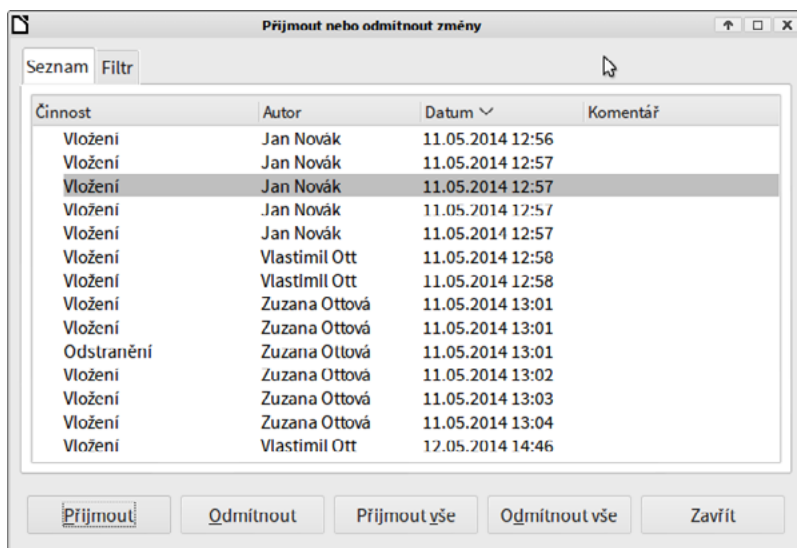 Přijmout nebo odmítnout změny
Seznam Filtr
Činnost Autor Datum Komentář
Vložení Jan Novák 11.05.2014 12:56
Vložení Jan Novák 11.05.2014 12:57
Vložení Jan Novák 11.05.2014 12:57
Vložení Jan Novák 11.05.2014 12:57
Vložení Jan Novák 11.05.2014 12:57
Vložení Vlastimil Ott 11.05.2014 12:58
Vložení Vlastimil Ott 11.05.2014 12:58
Vložení Zuzana Ottová 11.05.2014 13:01
Vložení Zuzana Ottová 11.05.2014 13:01
Odstranění Zuzana Ottová 11.05.2014 13:01
Vložení Zuzana Ottová 11.05.2014 13:02
Vložení Zuzana Ottová 11.05.2014 13:03
Vložení Zuzana Ottová 11.05.2014 13:04
Vložení Vlastimil Ott 12.05.2014 14:46
Přijmout Odmítnout Přijmout vše Odmítnout vše Zavřít